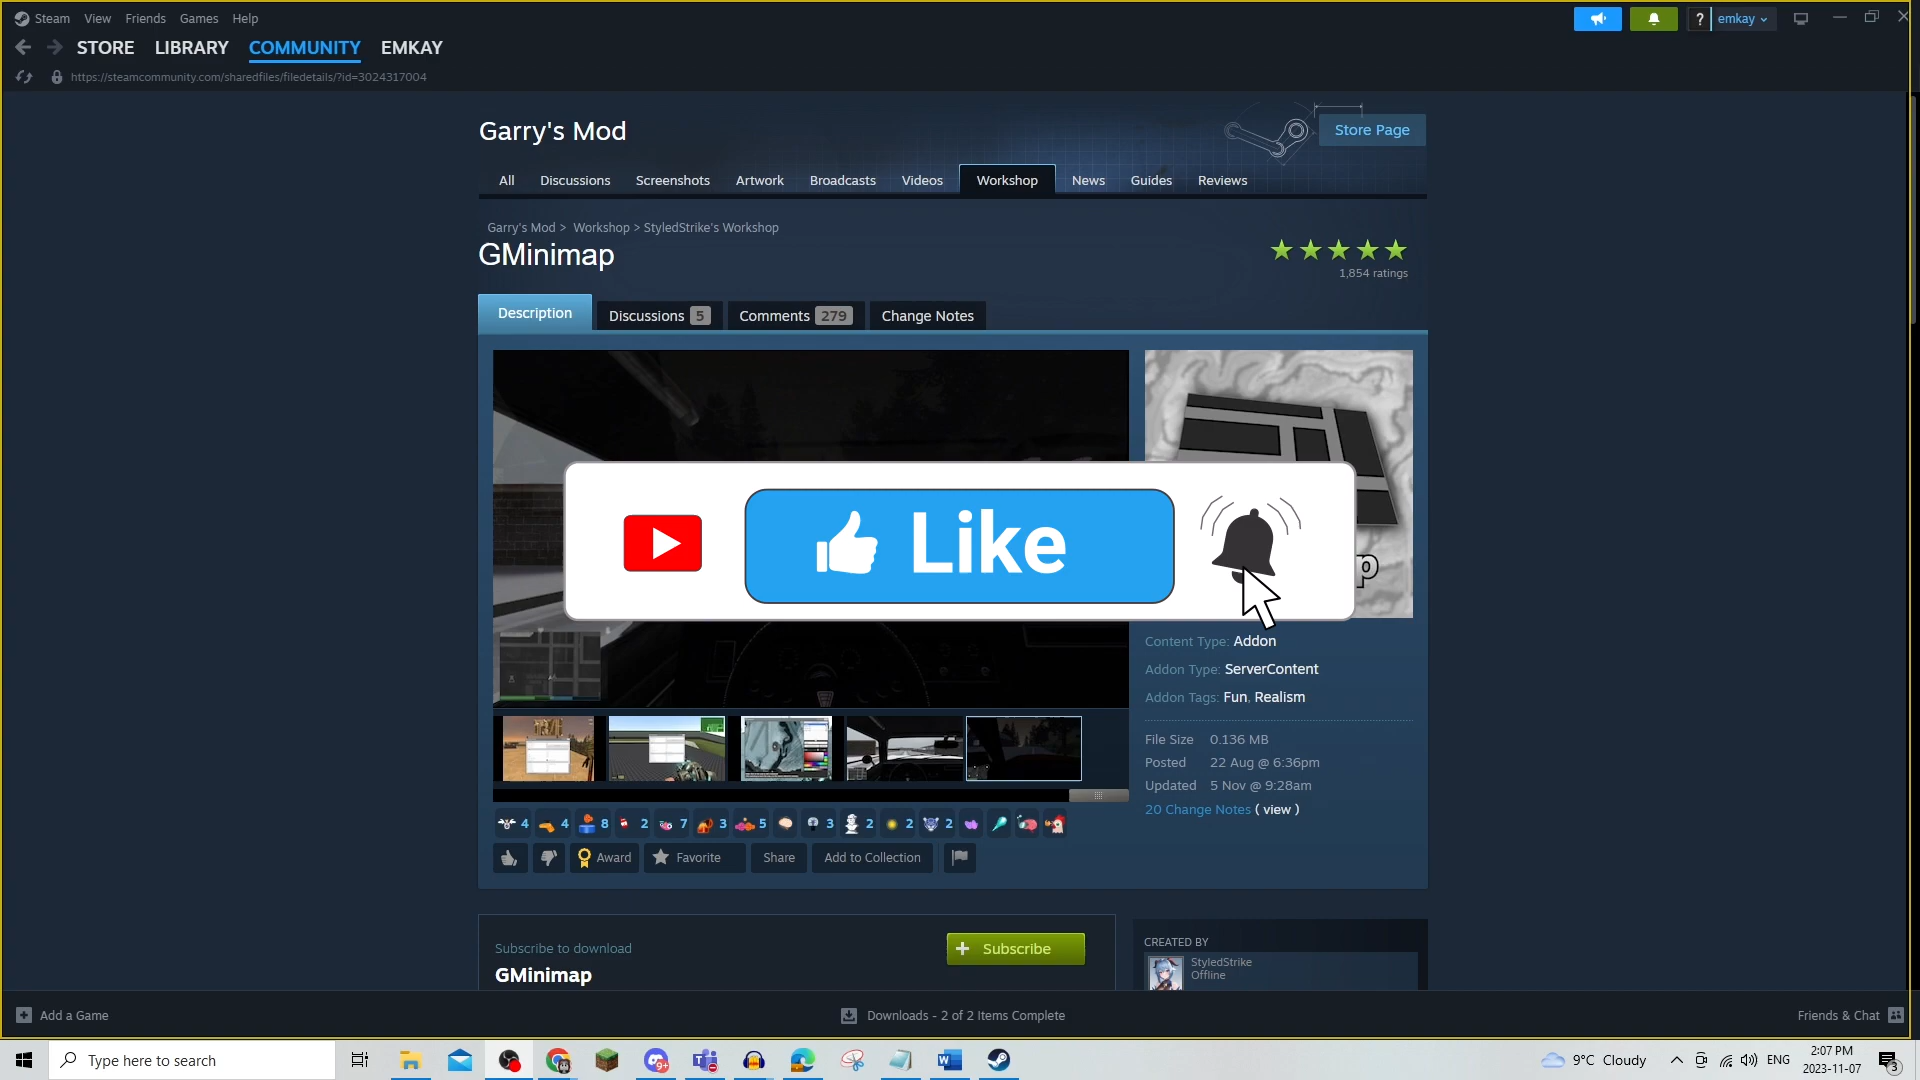 Steam View Friends Games Help
? emkay
STORE LIBRARY COMMUNITY EMKAY
https://steamcommunity.com/sharedfiles/filedetails/?id=3024317004
Garry's Mod
Store Page
All Discussions Screenshots Artwork Broadcasts Videos Workshop News Guides Reviews
Garry's Mod > Workshop > StyledStrike's Workshop
GMinimap
1,854 ratings
Description Discussions 5 Comments 279 Change Notes
Like
p
Content Type: Addon
Addon Type: ServerContent
Addon Tags: Fun, Realism
File Size 0.136 MB
Posted 22 Aug @ 6:36pm
Updated 5 Nov @ 9:28am
20 Change Notes ( view )
4 4 8 2 7 3 5 3 2 2 2
Award Favorite Share Add to Collection
Subscribe to download
GMinimap
Subscribe
CREATED BY
StyledStrike
Offline
Add a Game
Downloads - 2 of 2 Items Complete
Friends & Chat
Type here to search
9+
9°C Cloudy
ENG
2:07 PM
2023-11-07
3